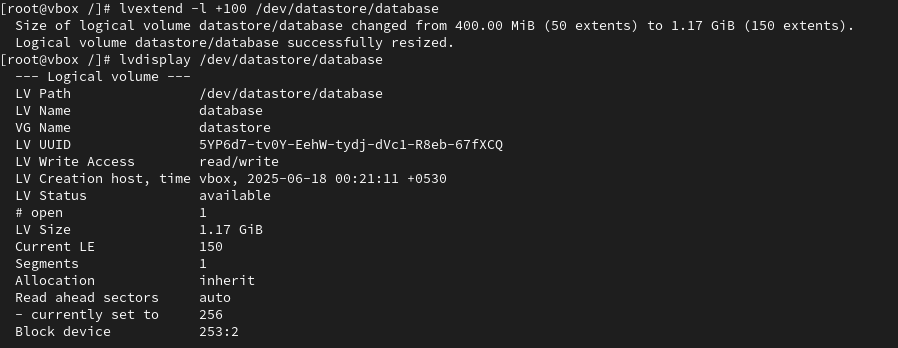 [root@vbox /]# lvextend -l +100 /dev/datastore/database
  Size of logical volume datastore/database changed from 400.00 MiB (50 extents) to 1.17 GiB (150 extents).
  Logical volume datastore/database successfully resized.
[root@vbox /]# lvdisplay /dev/datastore/database
  --- Logical volume ---
  LV Path                /dev/datastore/database
  LV Name                database
  VG Name                datastore
  LV UUID                5YP6d7-tv0Y-EehW-tydj-dVc1-R8eb-67fXCQ
  LV Write Access        read/write
  LV Creation host, time vbox, 2025-06-18 00:21:11 +0530
  LV Status              available
  # open                 1
  LV Size                1.17 GiB
  Current LE             150
  Segments               1
  Allocation             inherit
  Read ahead sectors     auto
  - currently set to     256
  Block device           253:2